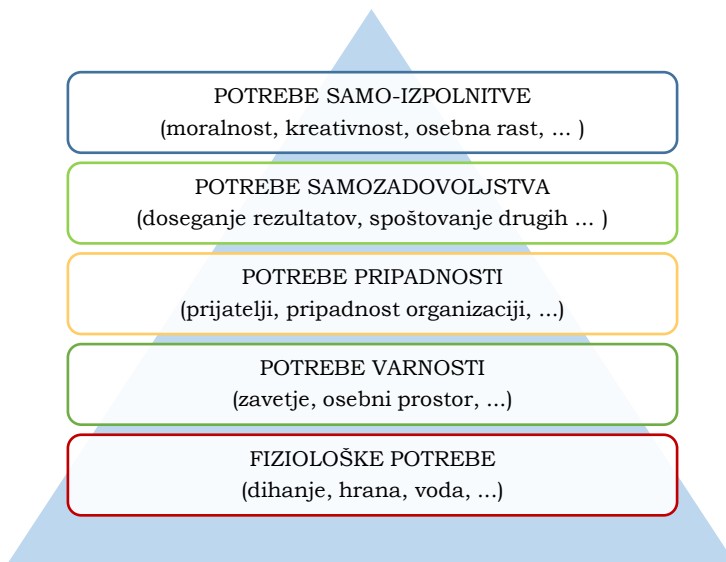 POTREBE SAMO-IZPOLNITVE
(moralnost, kreativnost, osebna rast, ... )
POTREBE SAMOZADOVOLJSTVA
(doseganje rezultatov, spoštovanje drugih ... )
POTREBE PRIPADNOSTI
(prijatelji, pripadnost organizaciji, ...)
POTREBE VARNOSTI
(zavetje, osebni prostor, ...)
FIZIOLOŠKE POTREBE
(dihanje, hrana, voda, ...)